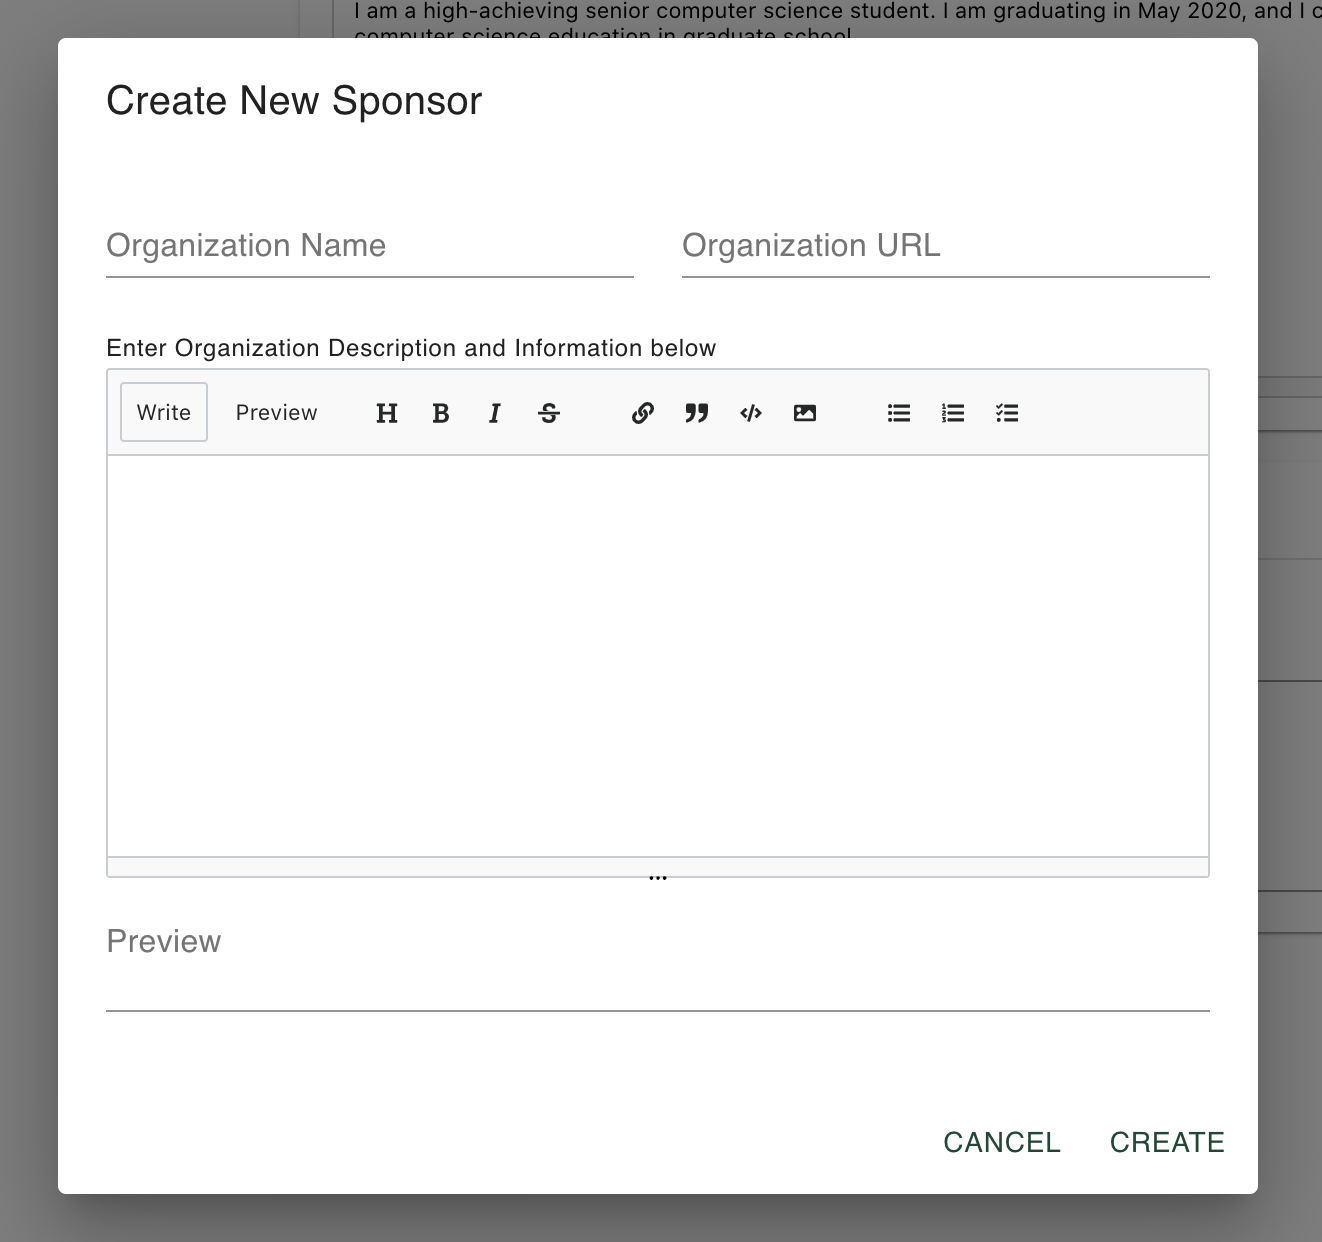 I am a high-achieving senior computer science student. I am graduating in May 2020, and I c
computer science education in graduate school
Create New Sponsor
Organization Name
Organization URL
Enter Organization Description and Information below
Write
Preview
Preview
CANCEL
CREATE